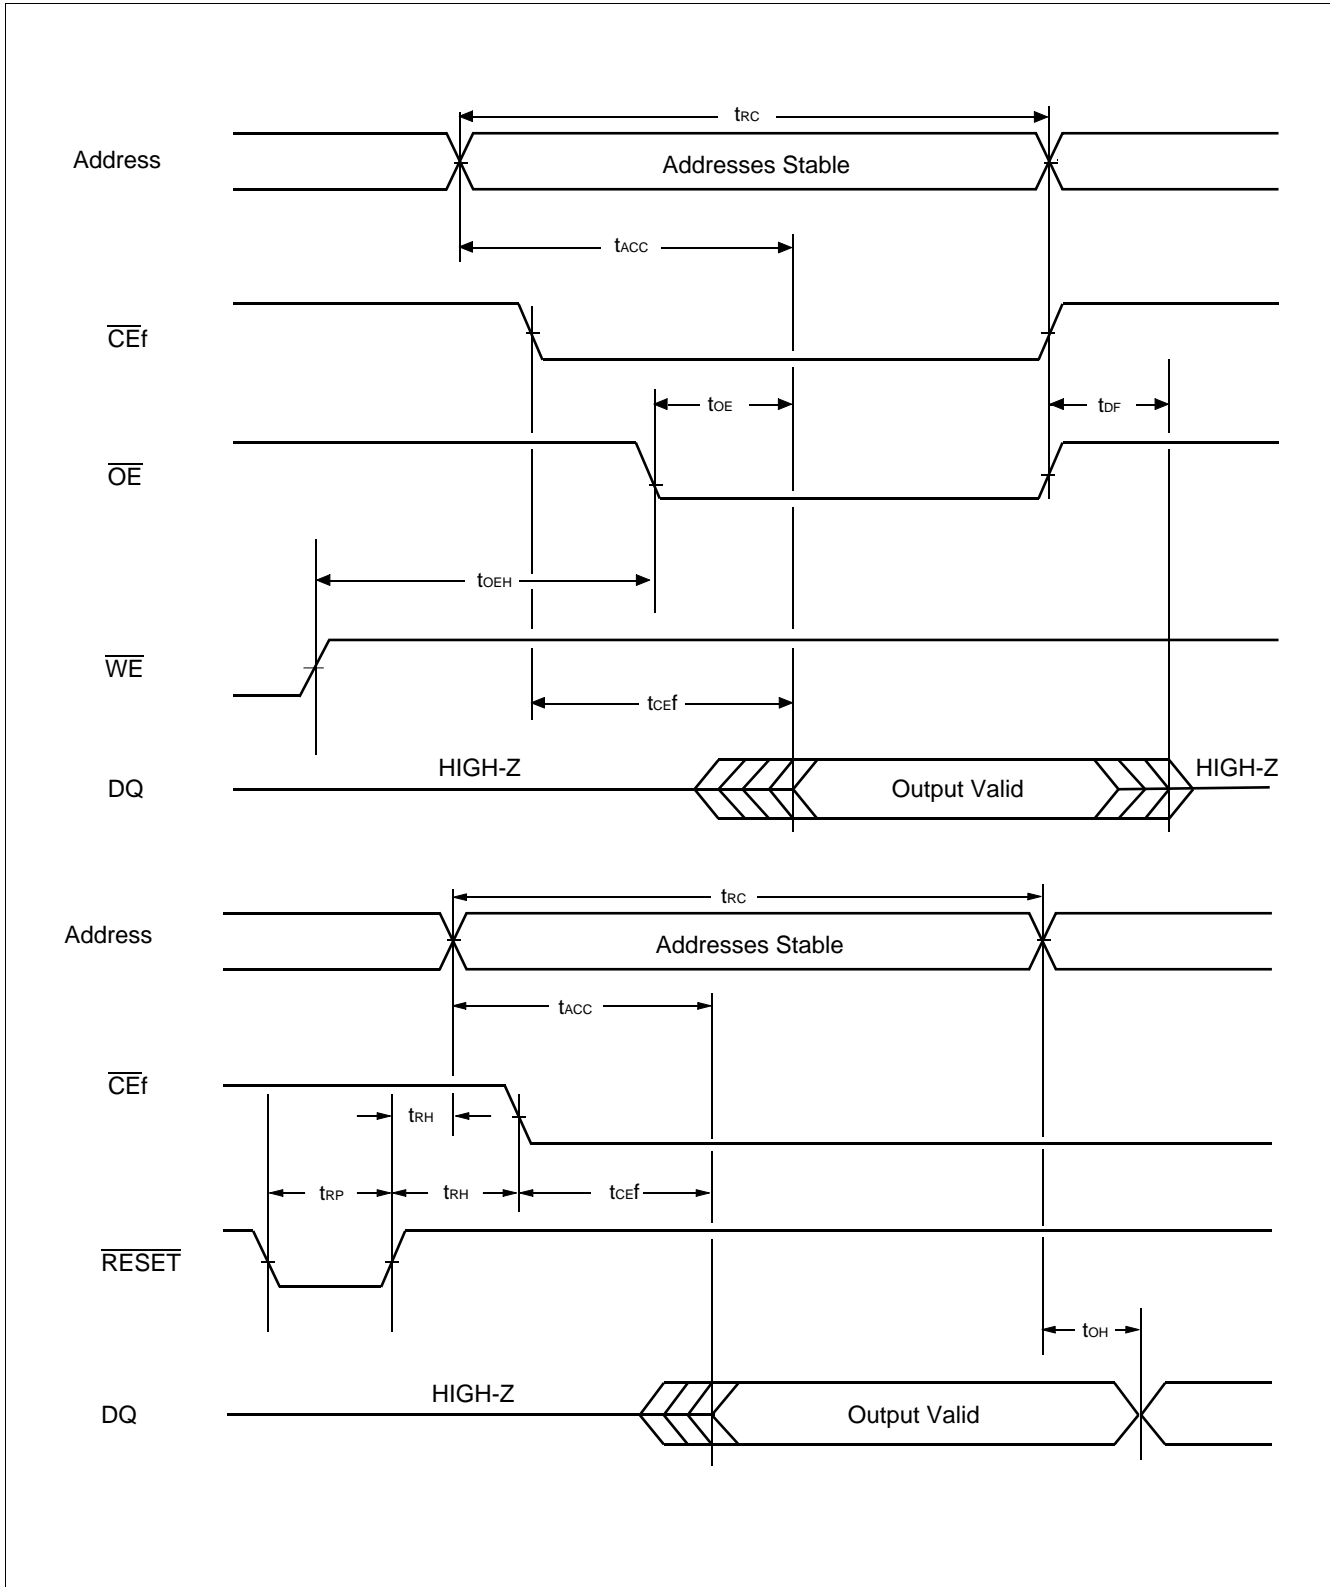 tRC
Address
Addresses Stable
tACC
CEf
tOE
tDF
OE
tOEH
WE
tCEf
HIGH-Z
HIGH-Z
DQ
Output Valid
tRC
Address
Addresses Stable
tACC
CEf
tRH
tRP
tRH
tCEf
RESET
tOH
HIGH-Z
DQ
Output Valid